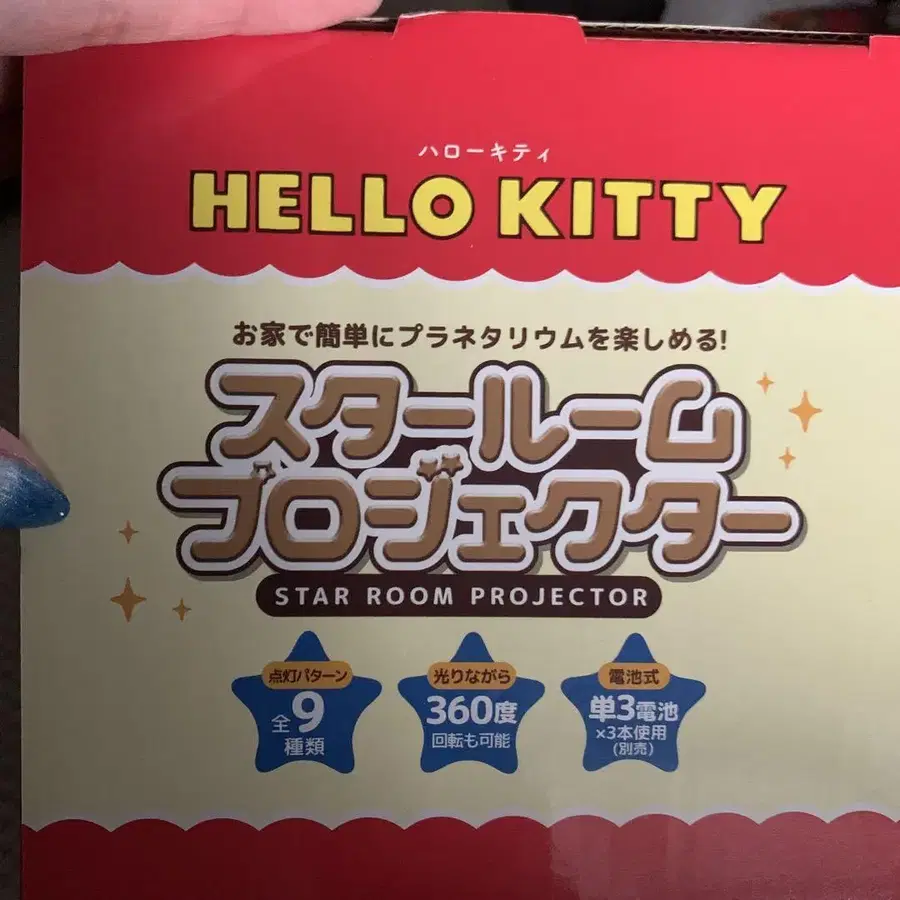 ハローキティ
HELLO KITTY
お家で簡単にプラネタリウムを楽しめる!
スタールーム
プロジェクター
STAR ROOM PROJECTOR
点灯パターン
全9
種類
光りながら
360度
回転も可能
電池式
単3電池
×3本使用
(別売)